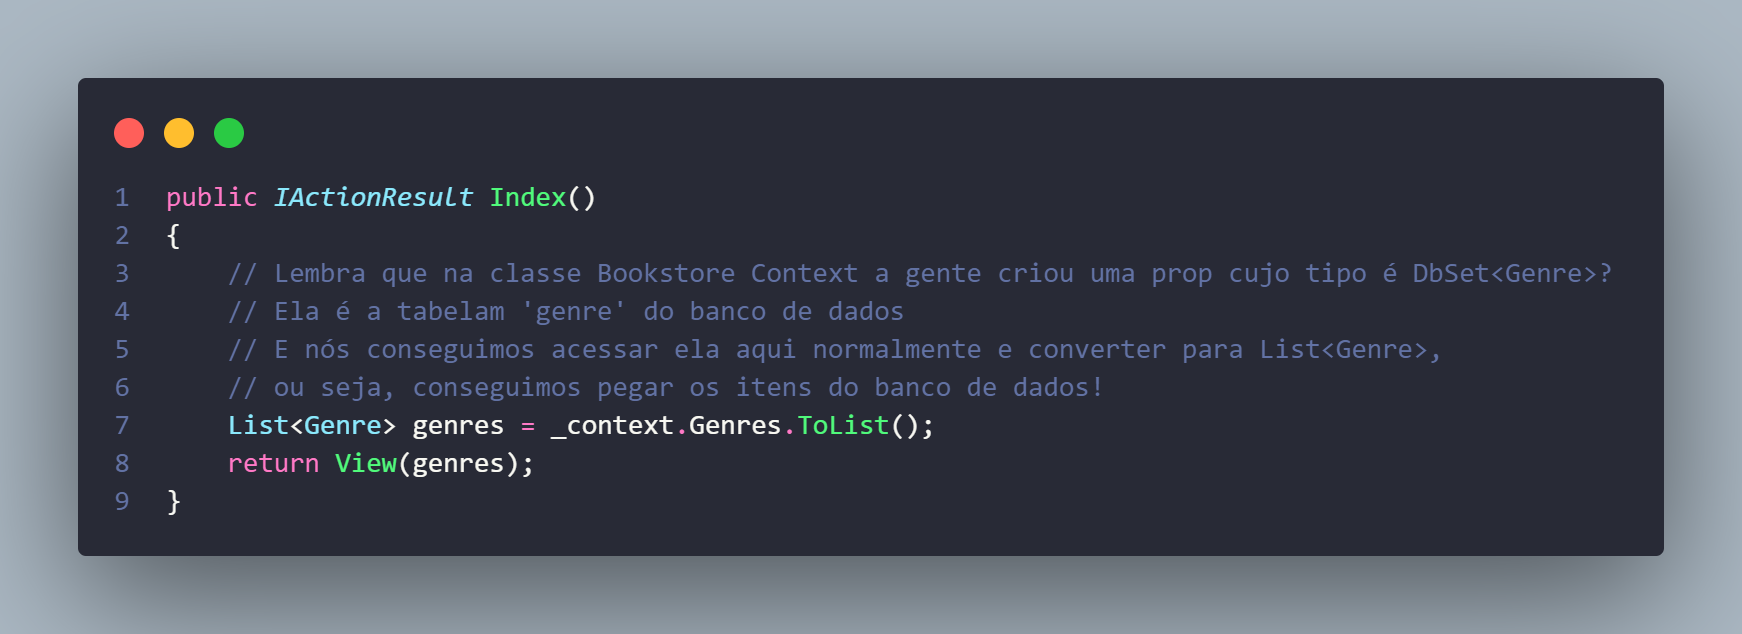 1 public IActionResult Index()
2 {
3 // Lembra que na classe Bookstore Context a gente criou uma prop cujo tipo é DbSet<Genre>?
4 // Ela é a tabelam 'genre' do banco de dados
5 // E nós conseguimos acessar ela aqui normalmente e converter para List<Genre>,
6 // ou seja, conseguimos pegar os itens do banco de dados!
7 List<Genre> genres = _context.Genres.ToList();
8 return View(genres);
9 }